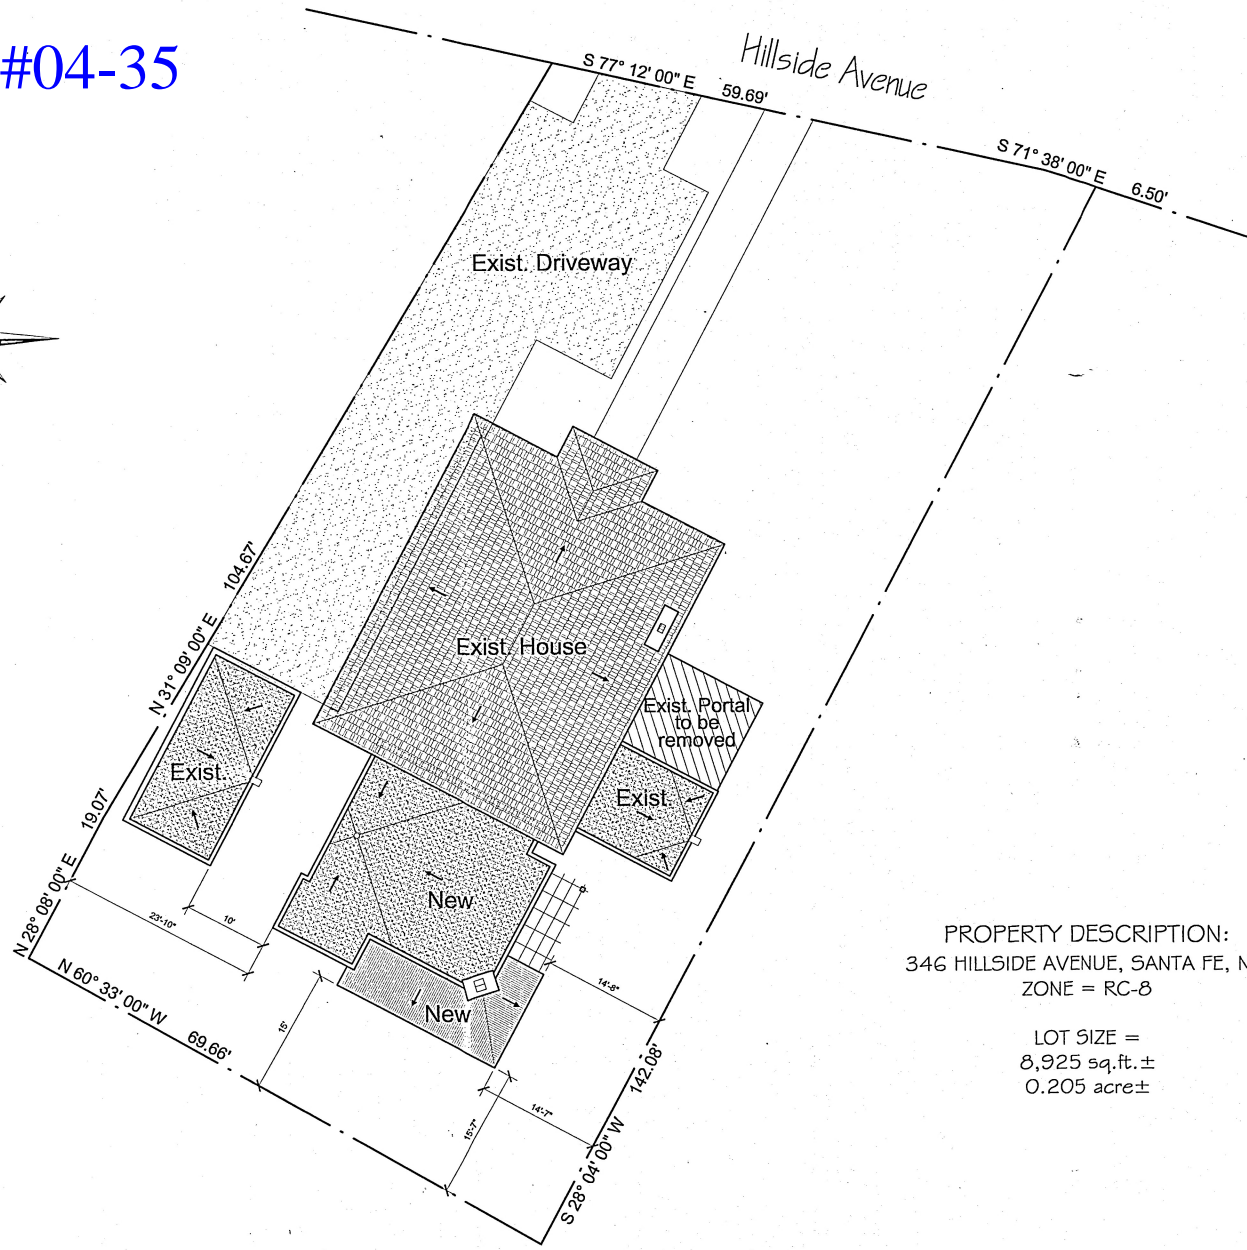 #04-35
Hillside Avenue
S 77° 12' 00" E
59.69'
S 71° 38' 00" E
6.50'
Exist. Driveway
104.67'
N 31° 09' 00" E
Exist. House
Exist. Portal
to be
removed
Exist.
Exist.
19.07'
N 28° 08' 00" E
New
23'-10"
10'
14'-8"
New
N 60° 33' 00" W
69.66'
15'
14'-7"
15'-7"
142.08'
S 28° 04' 00" W
PROPERTY DESCRIPTION:
346 HILLSIDE AVENUE, SANTA FE, N
ZONE = RC-8
LOT SIZE =
8,925 sq.ft.±
0.205 acre±